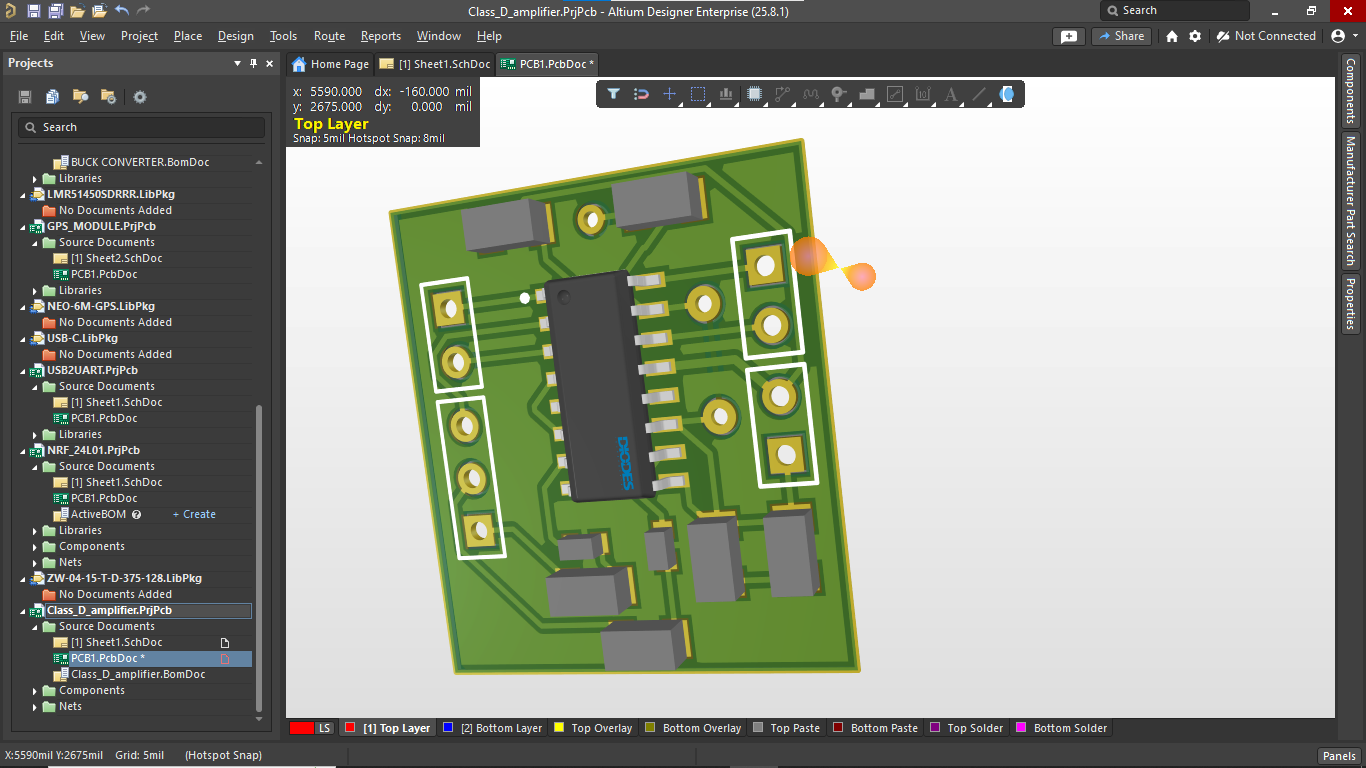 Class_D_amplifier.PrjPcb - Altium Designer Enterprise (25.8.1)
Search
File Edit View Project Place Design Tools Route Reports Window Help
Share
Not Connected
Projects
Home Page
[1] Sheet1.SchDoc
PCB1.PcbDoc *
x: 5590.000 dx: -160.000 mil
y: 2675.000 dy: 0.000 mil
Top Layer
Snap: 5mil Hotspot Snap: 8mil
Search
BUCK CONVERTER.BomDoc
Libraries
LMR51450SDRRR.LibPkg
No Documents Added
GPS_MODULE.PrjPcb
Source Documents
[1] Sheet2.SchDoc
PCB1.PcbDoc
Libraries
NEO-6M-GPS.LibPkg
No Documents Added
USB-C.LibPkg
No Documents Added
USB2UART.PrjPcb
Source Documents
[1] Sheet1.SchDoc
PCB1.PcbDoc
Libraries
NRF_24L01.PrjPcb
Source Documents
[1] Sheet1.SchDoc
PCB1.PcbDoc
ActiveBOM ? + Create
Libraries
Components
Nets
ZW-04-15-T-D-375-128.LibPkg
No Documents Added
Class_D_amplifier.PrjPcb
Source Documents
[1] Sheet1.SchDoc
PCB1.PcbDoc *
Class_D_amplifier.BomDoc
Components
Nets
DIODES
Components
Manufacturer Part Search
Properties
LS [1] Top Layer [2] Bottom Layer Top Overlay Bottom Overlay Top Paste Bottom Paste Top Solder Bottom Solder
X:5590mil Y:2675mil Grid: 5mil (Hotspot Snap)
Panels